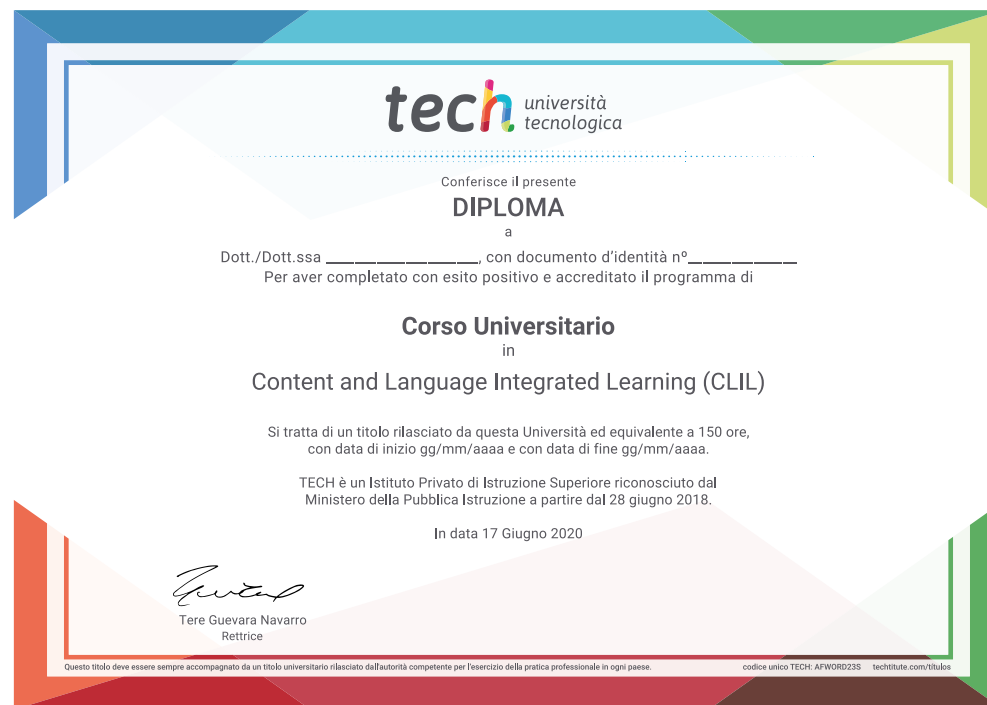 tech università
tecnologica
Conferisce il presente
DIPLOMA
a
Dott./Dott.ssa ____________________, con documento d'identità nº______________
Per aver completato con esito positivo e accreditato il programma di
Corso Universitario
in
Content and Language Integrated Learning (CLIL)
Si tratta di un titolo rilasciato da questa Università ed equivalente a 150 ore,
con data di inizio gg/mm/aaaa e con data di fine gg/mm/aaaa.
TECH è un Istituto Privato di Istruzione Superiore riconosciuto dal
Ministero della Pubblica Istruzione a partire dal 28 giugno 2018.
In data 17 Giugno 2020
Tere Guevara Navarro
Rettrice
Questo titolo deve essere sempre accompagnato da un titolo universitario rilasciato dall'autorità competente per l'esercizio della pratica professionale in ogni paese. codice unico TECH: AFWORD23S techtitute.com/titulos